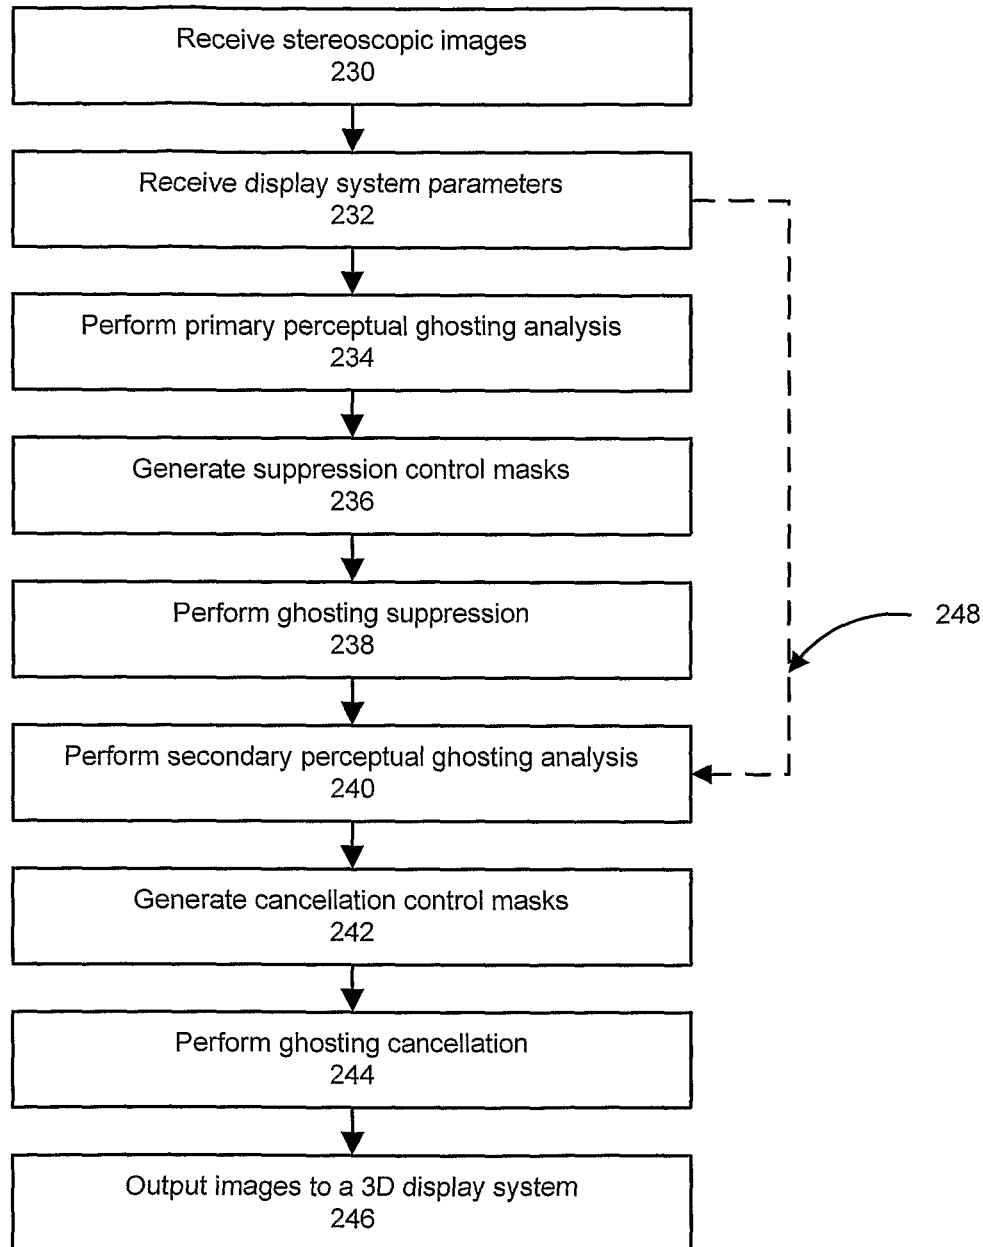 Receive stereoscopic images
230
Receive display system parameters
232
Perform primary perceptual ghosting analysis
234
Generate suppression control masks
236
Perform ghosting suppression
238
248
Perform secondary perceptual ghosting analysis
240
Generate cancellation control masks
242
Perform ghosting cancellation
244
Output images to a 3D display system
246